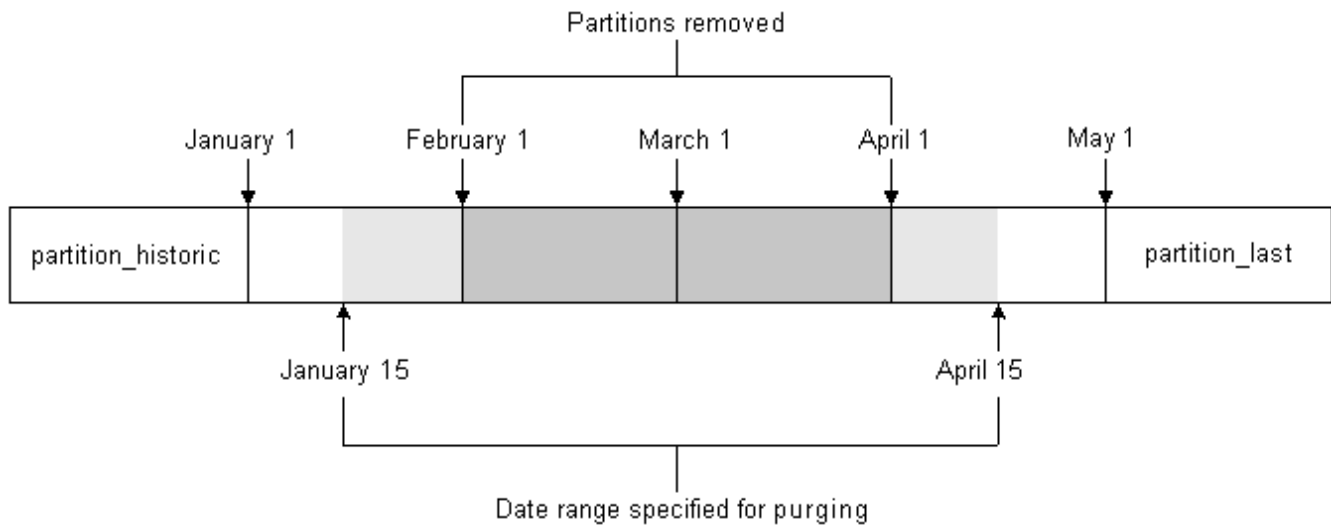 Partitions removed
January 1
February 1
March 1
April 1
May 1
partition_historic
partition_last
January 15
April 15
Date range specified for purging